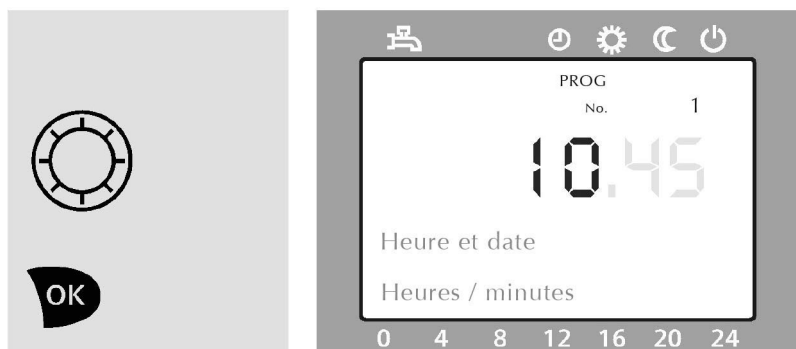 PROG
No. 1
10.45
Heure et date
Heures / minutes
OK
0 4 8 12 16 20 24